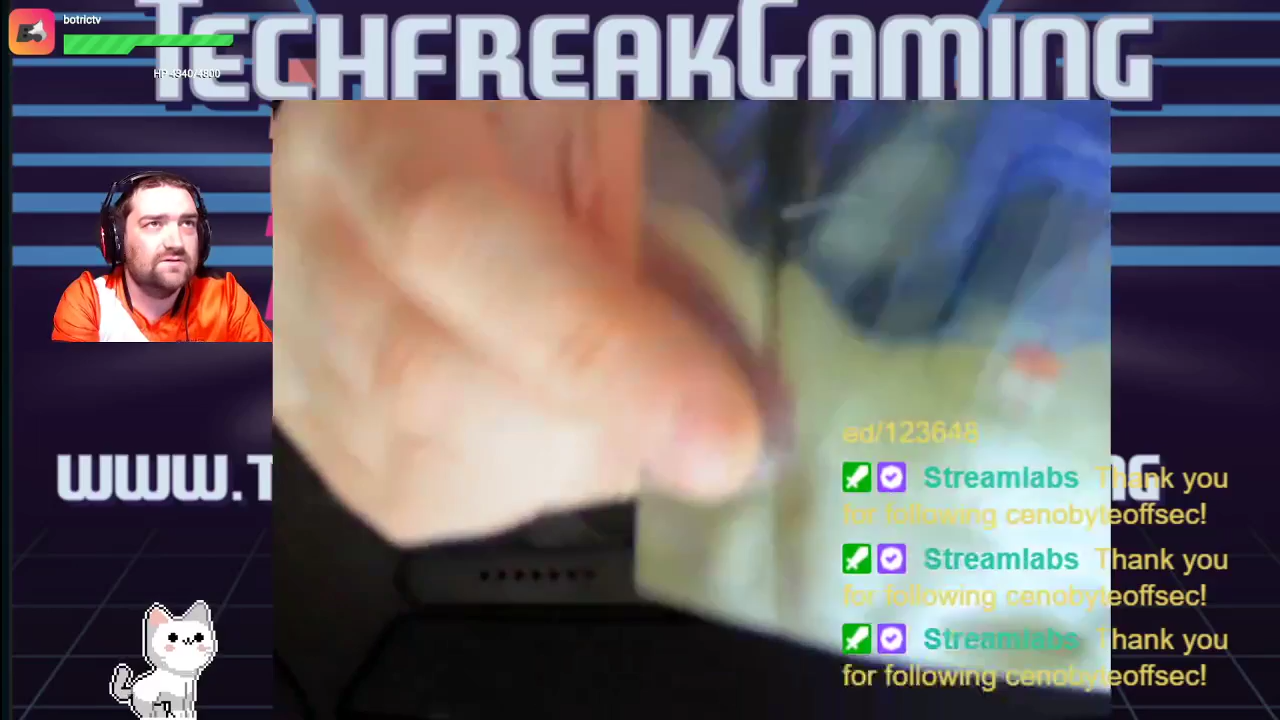 botrictv
HP 4340/4800
TECHFREAKGAMING
WWW.T
NG
ed/123648
Streamlabs Thank you
for following cenobyteoffsec!
Streamlabs Thank you
for following cenobyteoffsec!
Streamlabs Thank you
for following cenobyteoffsec!